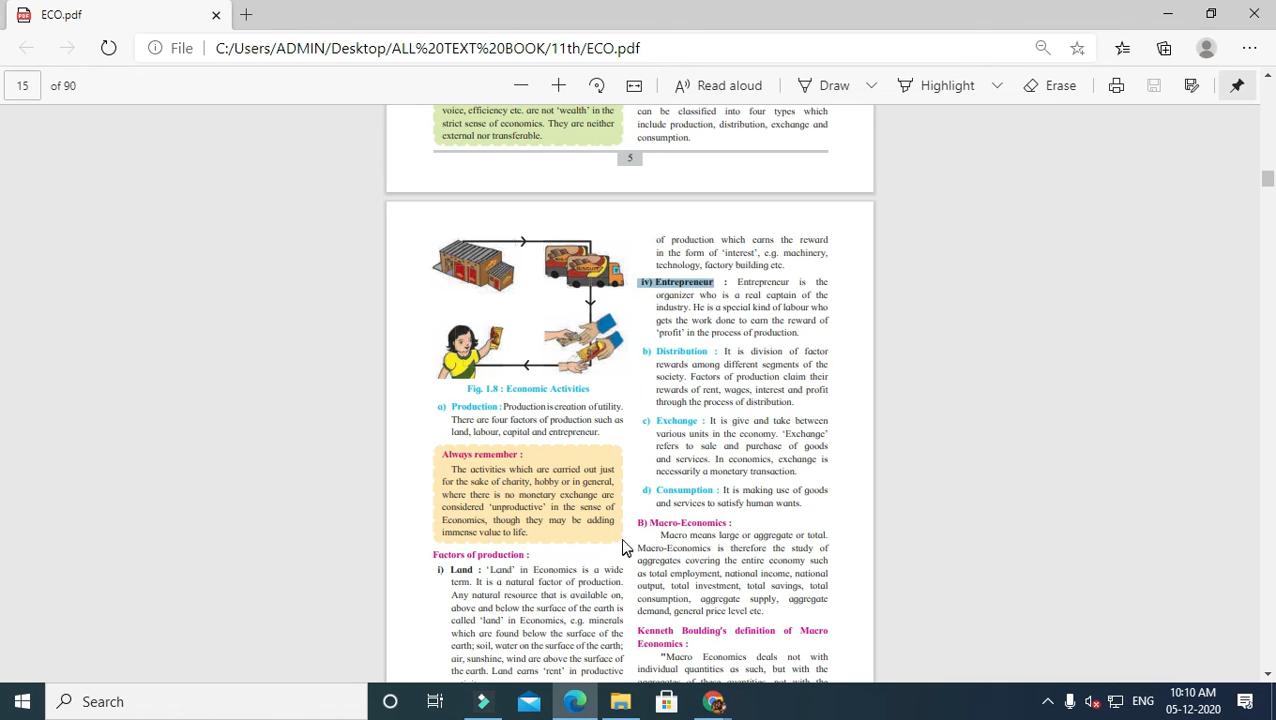 ECO.pdf
File
C:/Users/ADMIN/Desktop/ALL%20TEXT%20BOOK/11th/ECO.pdf
15
of 90
Read aloud
Draw
Highlight
Erase
voice, efficiency etc. are not ‘wealth’ in the
strict sense of economics. They are neither
external nor transferable.
can be classified into four types which
include production, distribution, exchange and
consumption.
5
BISCUIT
Fig. 1.8 : Economic Activities
a) Production : Production is creation of utility.
There are four factors of production such as
land, labour, capital and entrepreneur.
Always remember :
The activities which are carried out just
for the sake of charity, hobby or in general,
where there is no monetary exchange are
considered ‘unproductive’ in the sense of
Economics, though they may be adding
immense value to life.
Factors of production :
i) Land : ‘Land’ in Economics is a wide
term. It is a natural factor of production.
Any natural resource that is available on,
above and below the surface of the earth is
called ‘land’ in Economics, e.g. minerals
which are found below the surface of the
earth; soil, water on the surface of the earth;
air, sunshine, wind are above the surface of
the earth. Land earns ‘rent’ in productive
of production which earns the reward
in the form of ‘interest’, e.g. machinery,
technology, factory building etc.
iv) Entrepreneur : Entrepreneur is the
organizer who is a real captain of the
industry. He is a special kind of labour who
gets the work done to earn the reward of
‘profit’ in the process of production.
b) Distribution : It is division of factor
rewards among different segments of the
society. Factors of production claim their
rewards of rent, wages, interest and profit
through the process of distribution.
c) Exchange : It is give and take between
various units in the economy. ‘Exchange’
refers to sale and purchase of goods
and services. In economics, exchange is
necessarily a monetary transaction.
d) Consumption : It is making use of goods
and services to satisfy human wants.
B) Macro-Economics :
Macro means large or aggregate or total.
Macro-Economics is therefore the study of
aggregates covering the entire economy such
as total employment, national income, national
output, total investment, total savings, total
consumption, aggregate supply, aggregate
demand, general price level etc.
Kenneth Boulding's definition of Macro
Economics :
"Macro Economics deals not with
individual quantities as such, but with the
aggregates of these quantities, not with the
Search
ENG
10:10 AM
05-12-2020